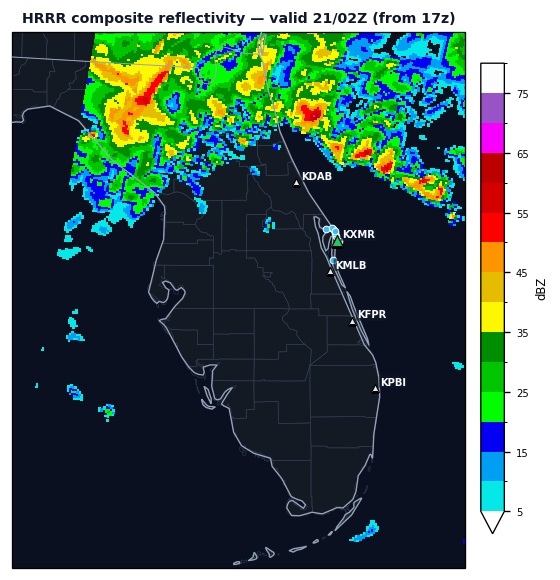 HRRR composite reflectivity — valid 21/02Z (from 17z)
KDAB
KXMR
KMLB
KFPR
KPBI
75
65
55
45
35
25
15
5
dBZ